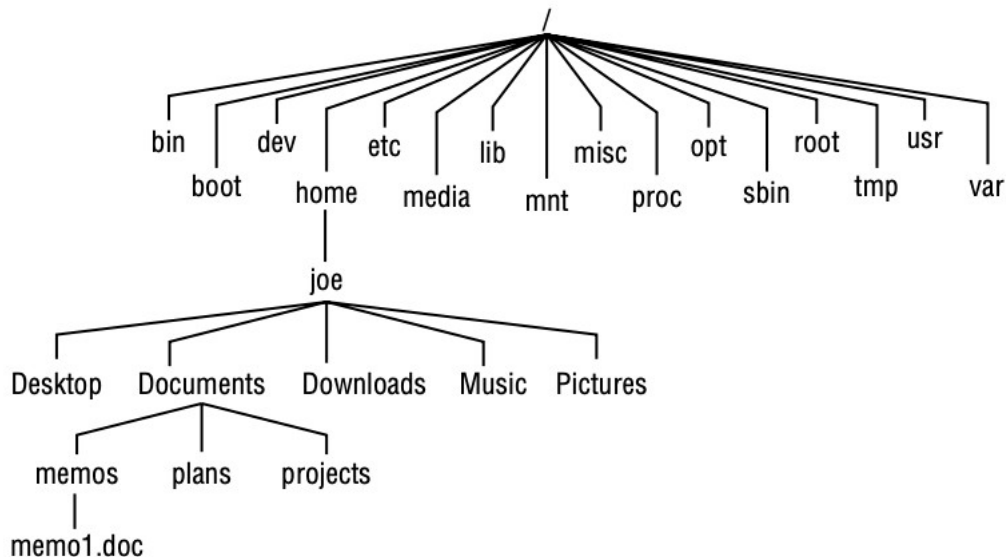 /
bin dev etc lib misc opt root usr
boot home media mnt proc sbin tmp var
joe
Desktop Documents Downloads Music Pictures
memos plans projects
memo1.doc